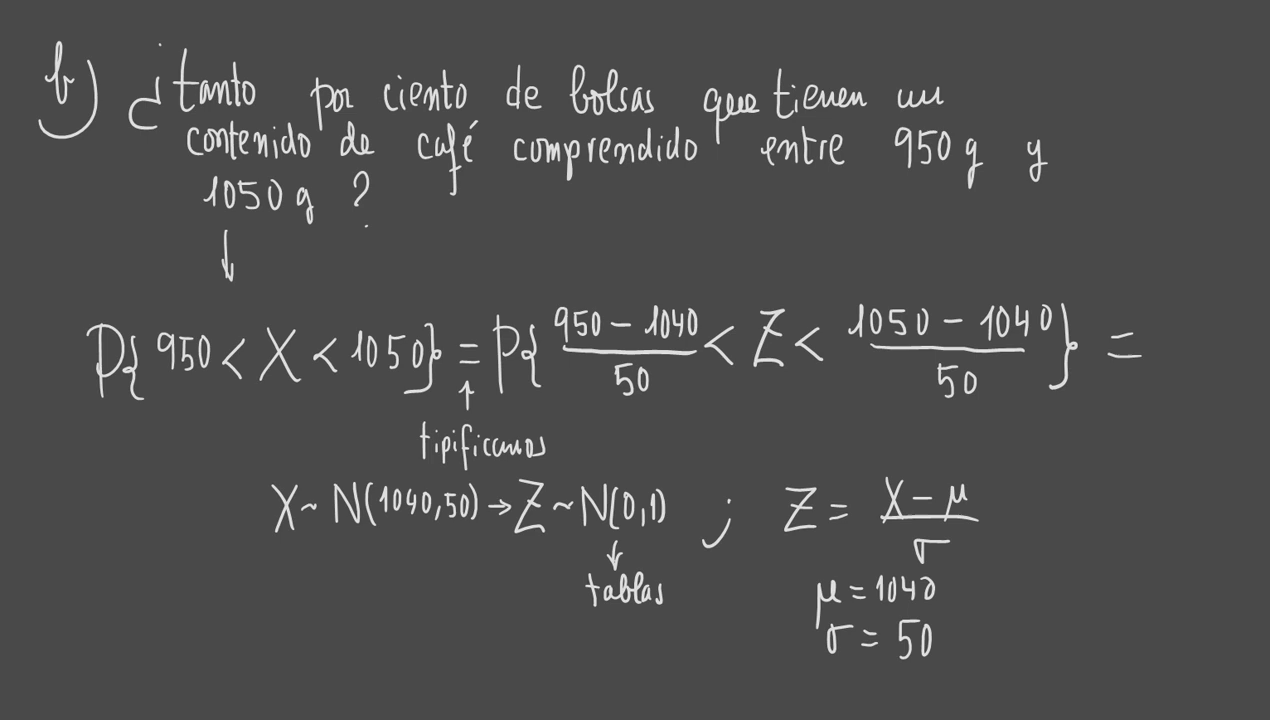 b) ¿tanto por ciento de bolsas que tienen un
contenido de café comprendido entre 950 g y
1050 g ?
↓
P{ 950 < X < 1050} = P{ (950 - 1040)/50 < Z < (1050 - 1040)/50 } =
↑
tipificamos
X ~ N(1040,50) → Z ~ N(0,1) ; Z = (X - μ)/σ
↓
tablas
μ = 1040
σ = 50